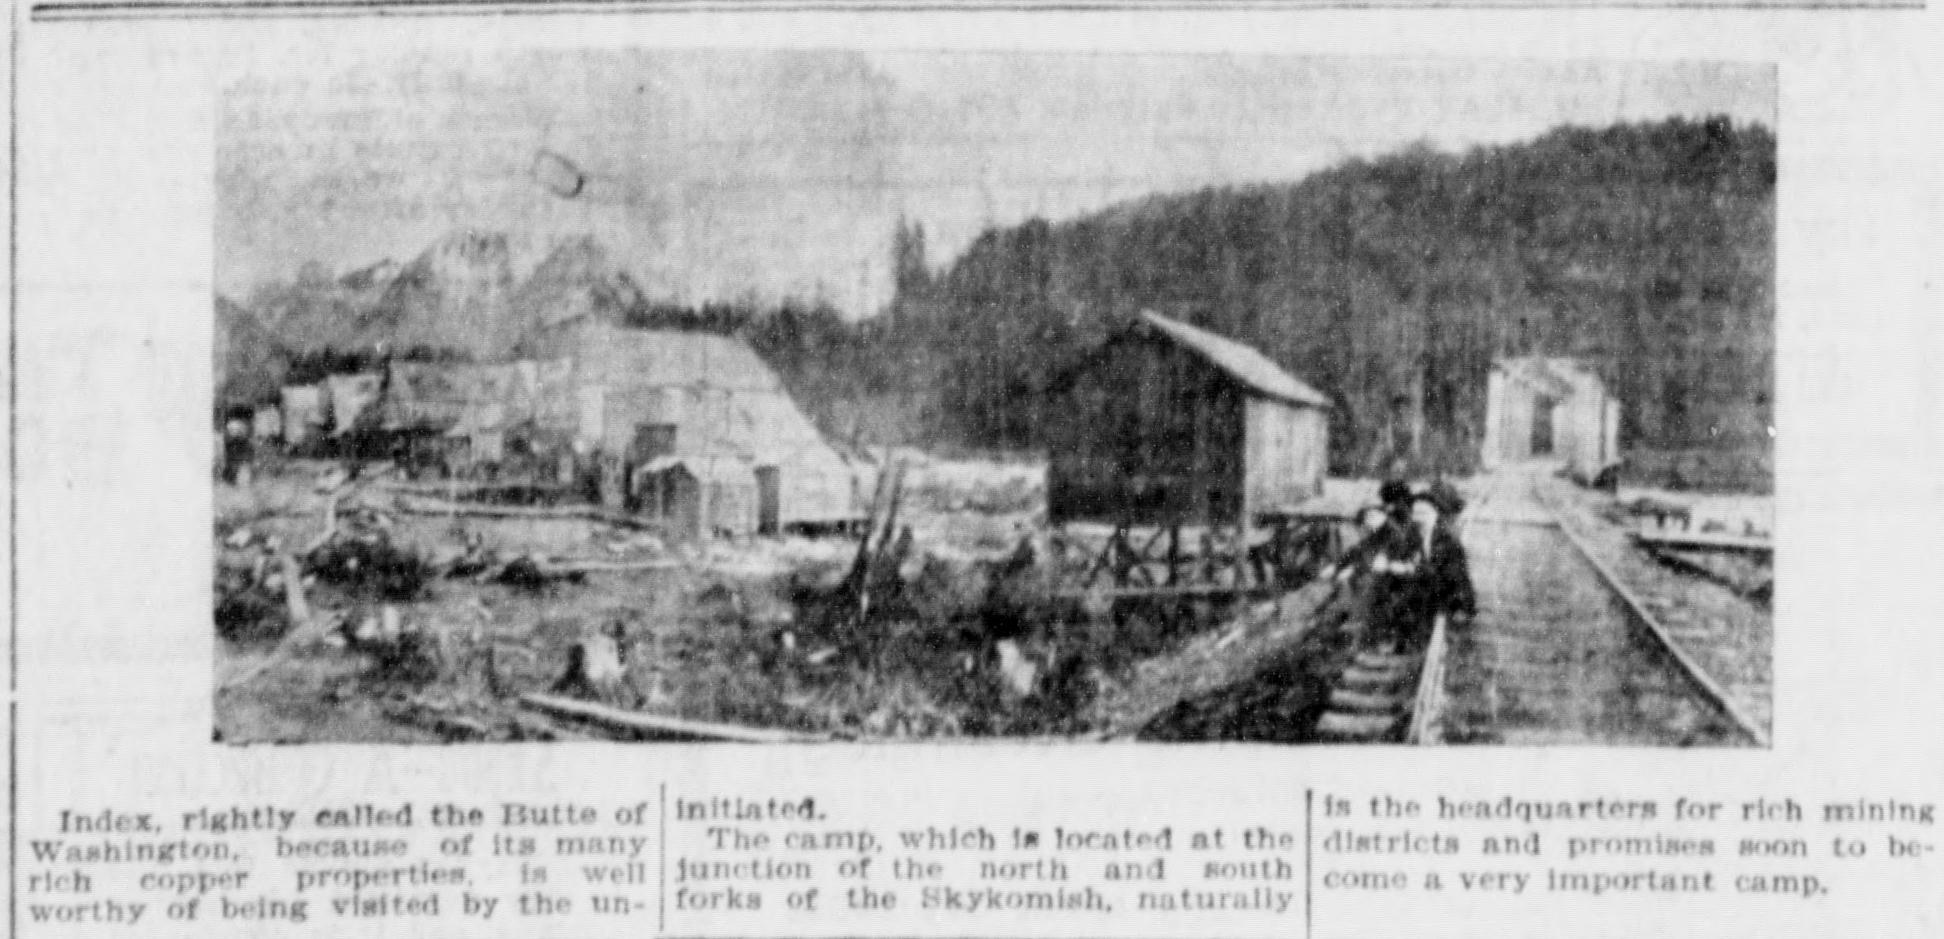 Index, rightly called the Butte of
Washington, because of its many
rich copper properties, is well
worthy of being visited by the un-
initiated.
The camp, which is located at the
junction of the north and south
forks of the Skykomish, naturally
is the headquarters for rich mining
districts and promises soon to be-
come a very important camp.